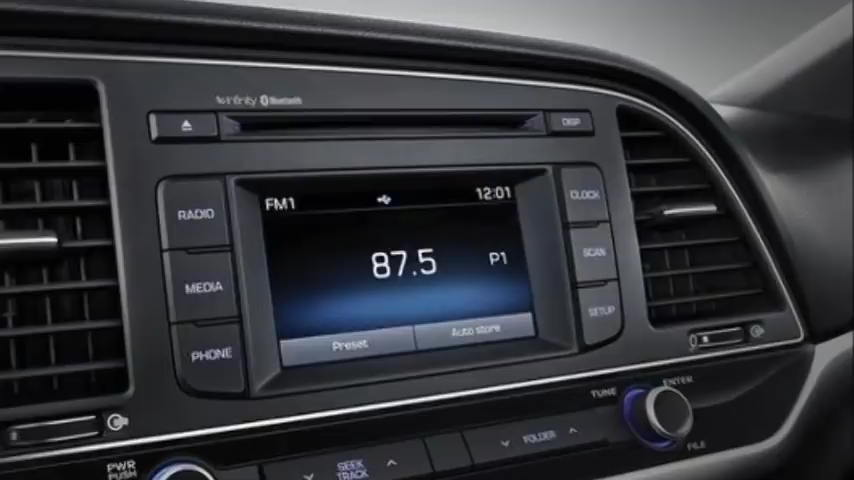 infinity Bluetooth
DISP
RADIO
MEDIA
PHONE
FM1 12:01
87.5 P1
Preset Auto store
CLOCK
SCAN
SETUP
TUNE ENTER
FILE
PWR
PUSH
SEEK
TRACK
FOLDER